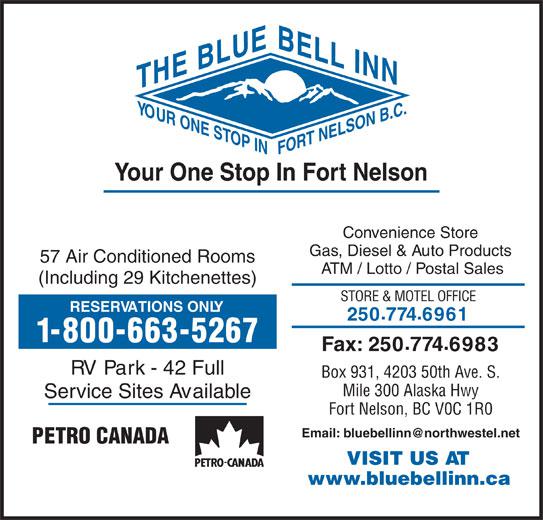 THE BLUE BELL INN
YOUR ONE STOP IN FORT NELSON B.C.
Your One Stop In Fort Nelson
57 Air Conditioned Rooms
(Including 29 Kitchenettes)
RESERVATIONS ONLY
1-800-663-5267
RV Park - 42 Full
Service Sites Available
PETRO CANADA
PETRO-CANADA
Convenience Store
Gas, Diesel & Auto Products
ATM / Lotto / Postal Sales
STORE & MOTEL OFFICE
250.774.6961
Fax: 250.774.6983
Box 931, 4203 50th Ave. S.
Mile 300 Alaska Hwy
Fort Nelson, BC V0C 1R0
Email: bluebellinn@northwestel.net
VISIT US AT
www.bluebellinn.ca